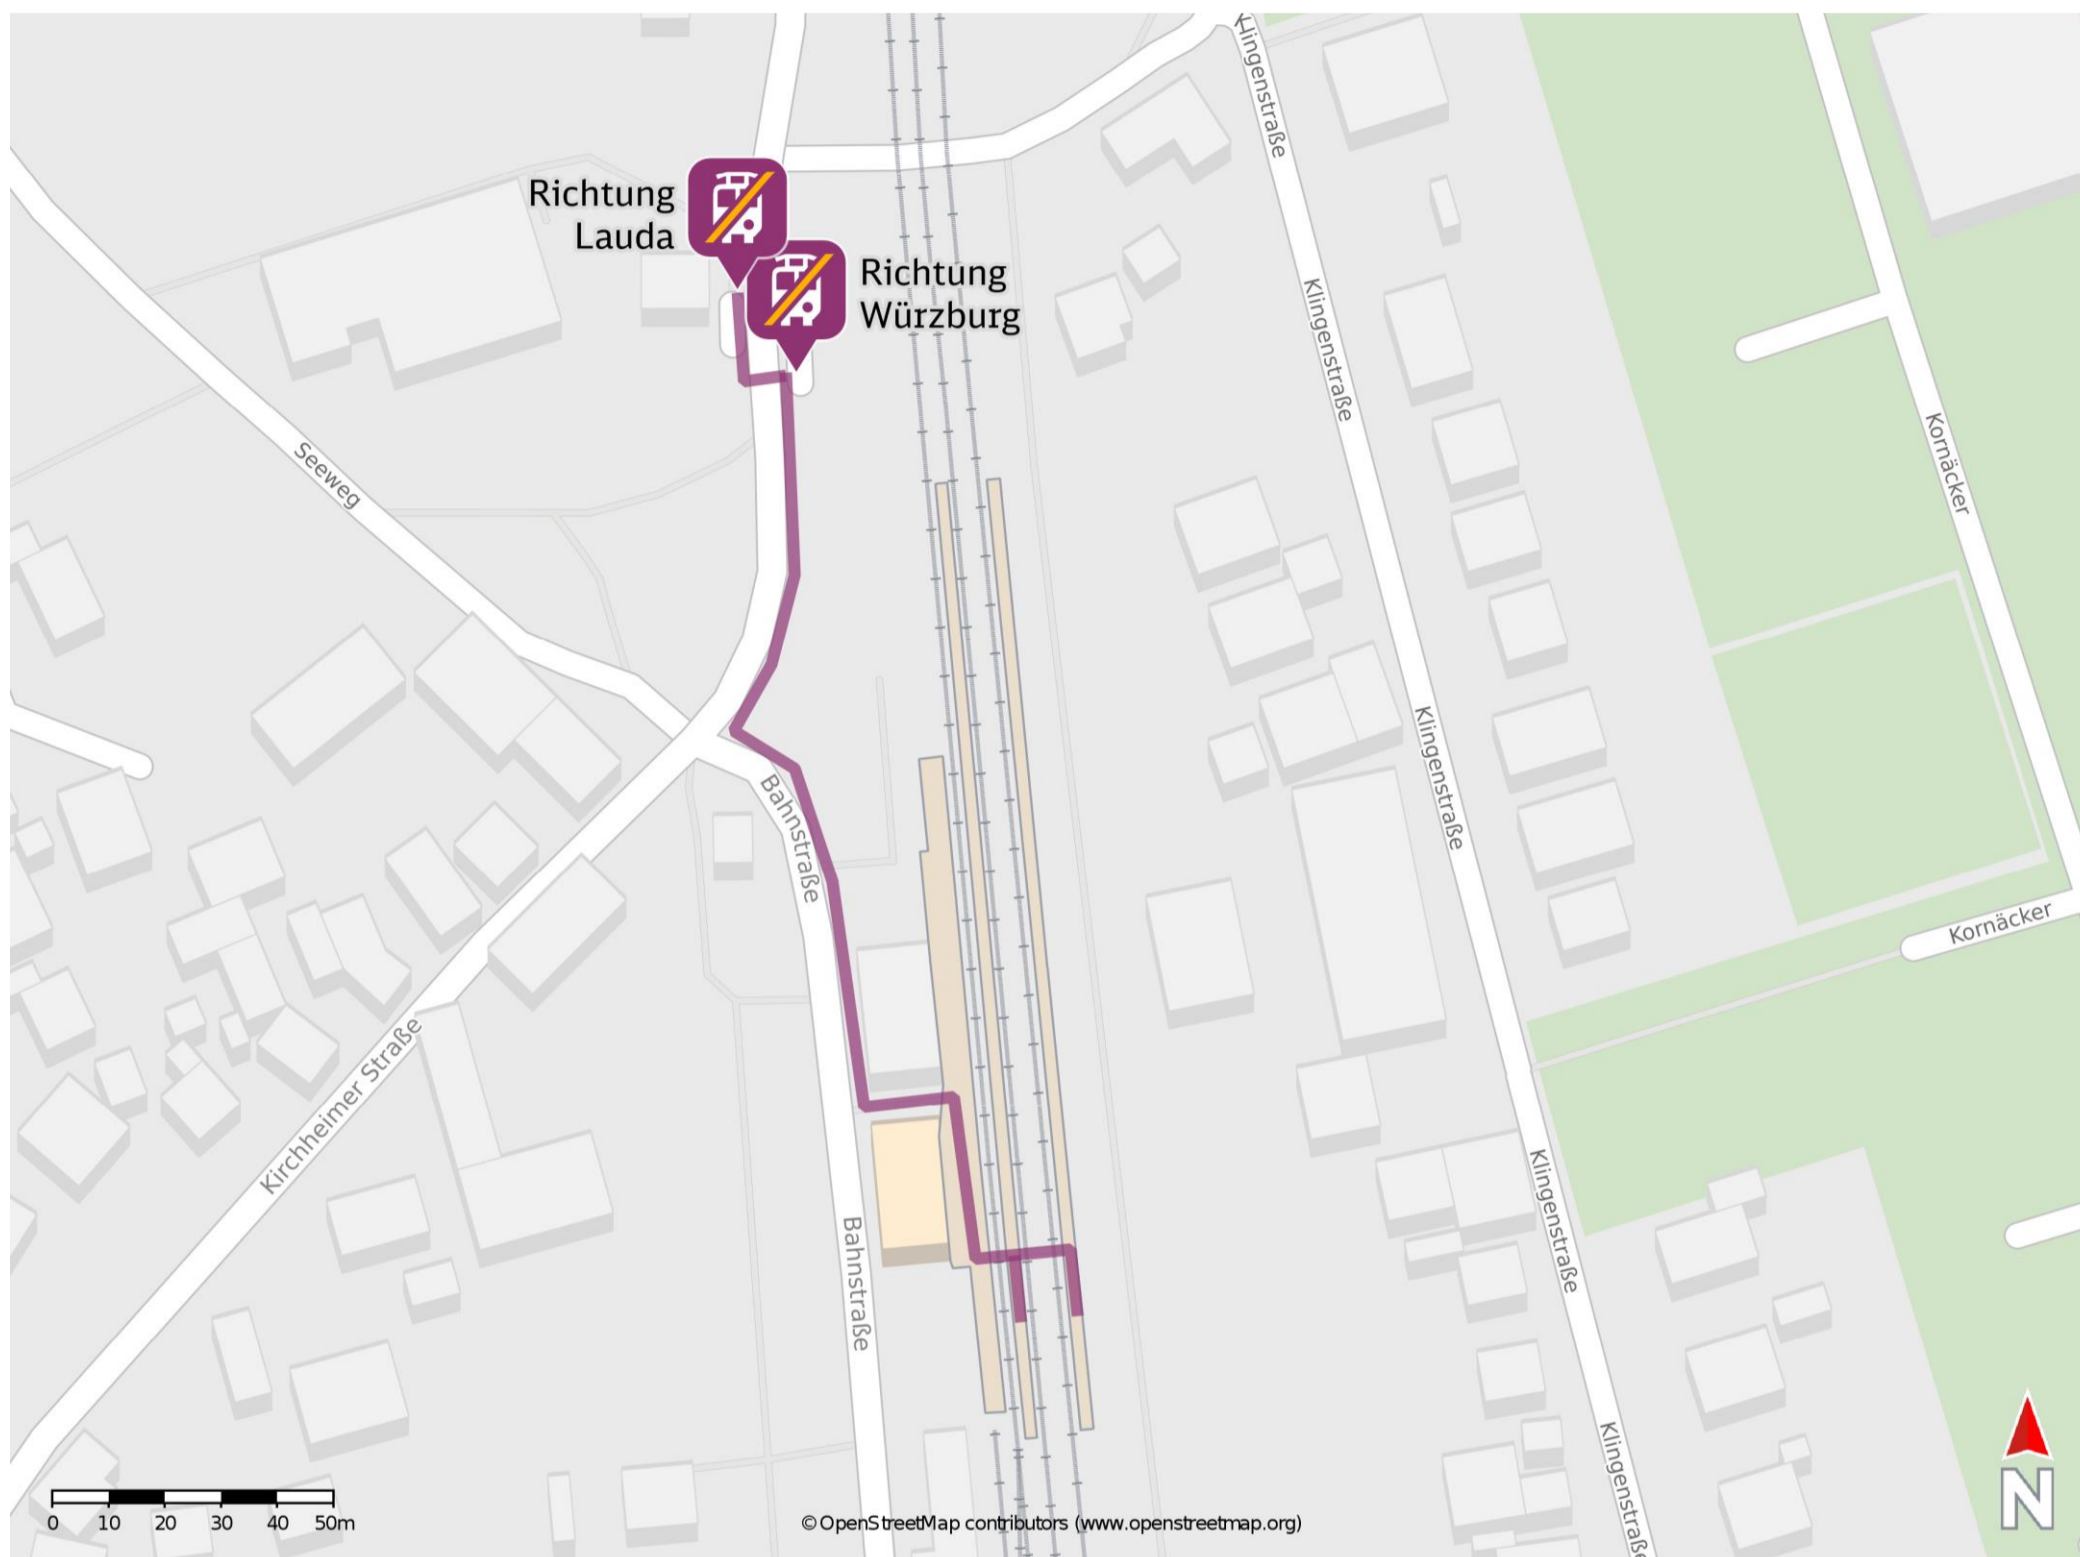 Klingenstraße
Richtung
Lauda
Richtung
Würzburg
Klingenstraße
Kornäcker
Seeweg
Klingenstraße
Bahnstraße
Kornäcker
Kirchheimer Straße
Klingenstraße
Bahnstraße
Klingenstraße
N
0 10 20 30 40 50m
© OpenStreetMap contributors (www.openstreetmap.org)